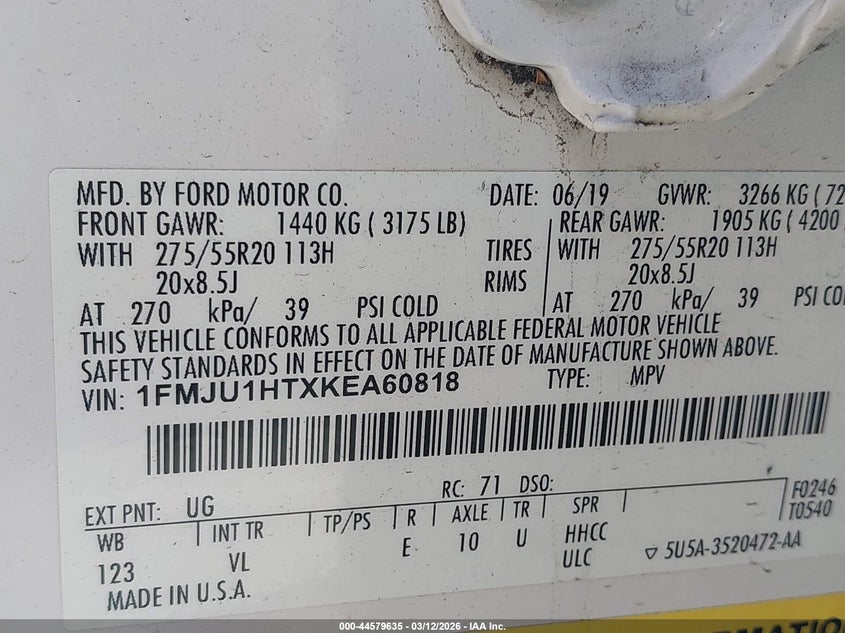 MFD. BY FORD MOTOR CO. DATE: 06/19 GVWR: 3266 KG ( 72
FRONT GAWR: 1440 KG ( 3175 LB) REAR GAWR: 1905 KG ( 4200
WITH 275/55R20 113H TIRES WITH 275/55R20 113H
20x8.5J RIMS 20x8.5J
AT 270 kPa/ 39 PSI COLD AT 270 kPa/ 39 PSI CO
THIS VEHICLE CONFORMS TO ALL APPLICABLE FEDERAL MOTOR VEHICLE
SAFETY STANDARDS IN EFFECT ON THE DATE OF MANUFACTURE SHOWN ABOVE.
VIN: 1FMJU1HTXKEA60818 TYPE: MPV
EXT PNT: UG RC: 71 DSO: F0246
WB INT TR TP/PS R AXLE TR SPR T0540
123 VL E 10 U HHCC
ULC 5U5A-3520472-AA
MADE IN U.S.A.
RMATION
000-44579635 - 03/12/2026 - IAA Inc.